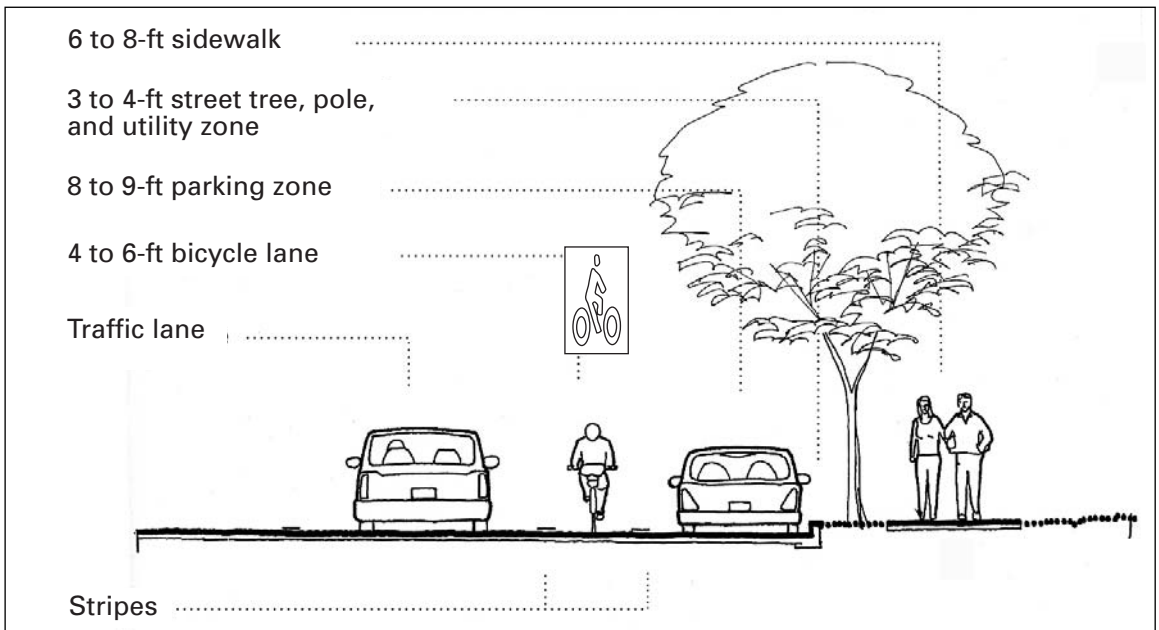 6 to 8-ft sidewalk
3 to 4-ft street tree, pole,
and utility zone
8 to 9-ft parking zone
4 to 6-ft bicycle lane
Traffic lane
Stripes